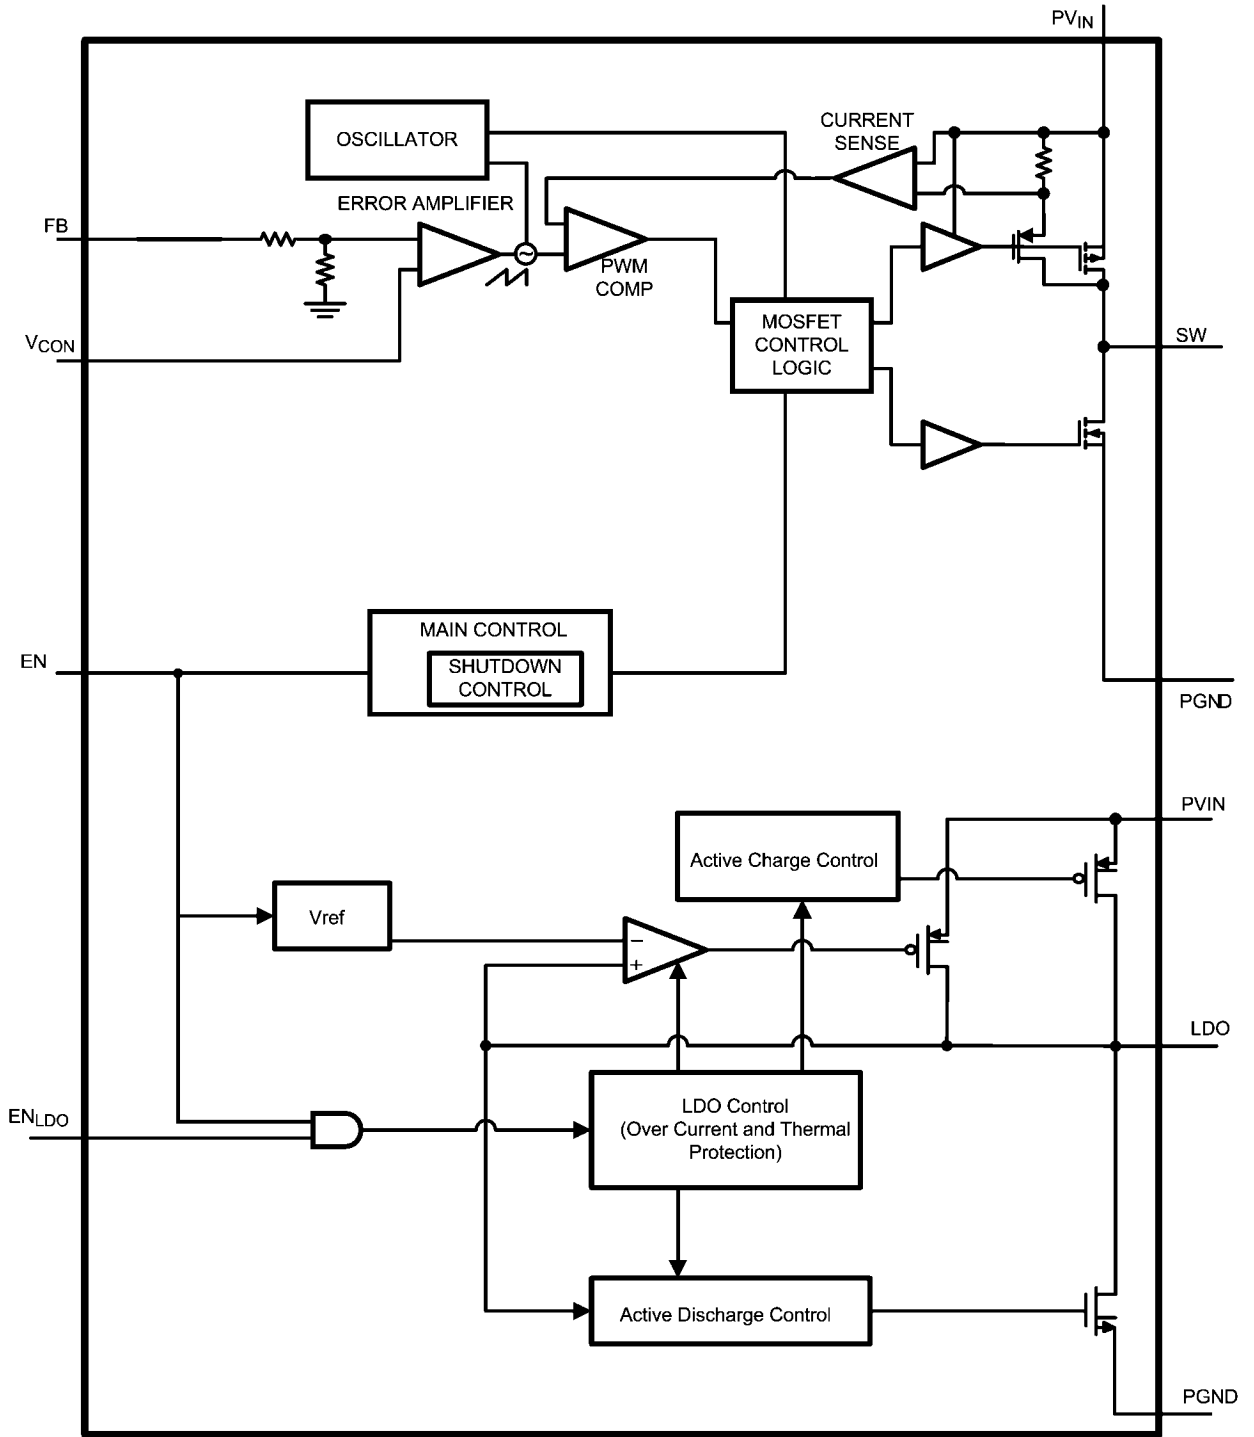 PVIN
CURRENT
SENSE
OSCILLATOR
ERROR AMPLIFIER
FB
~
PWM
COMP
VCON
MOSFET
CONTROL
LOGIC
SW
MAIN CONTROL
EN
SHUTDOWN
CONTROL
PGND
PVIN
Active Charge Control
Vref
−
+
LDO
ENLDO
LDO Control
(Over Current and Thermal
Protection)
Active Discharge Control
PGND